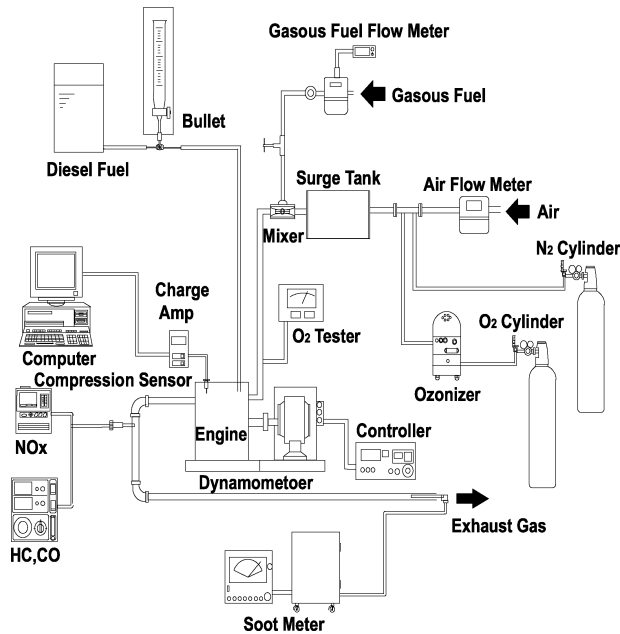 Gasous Fuel Flow Meter
Gasous Fuel
Bullet
Diesel Fuel
Surge Tank
Air Flow Meter
Air
Mixer
N2 Cylinder
Charge
Amp
O2 Tester
O2 Cylinder
Computer
Compression Sensor
Ozonizer
Engine
Controller
NOx
Dynamometoer
Exhaust Gas
HC,CO
Soot Meter